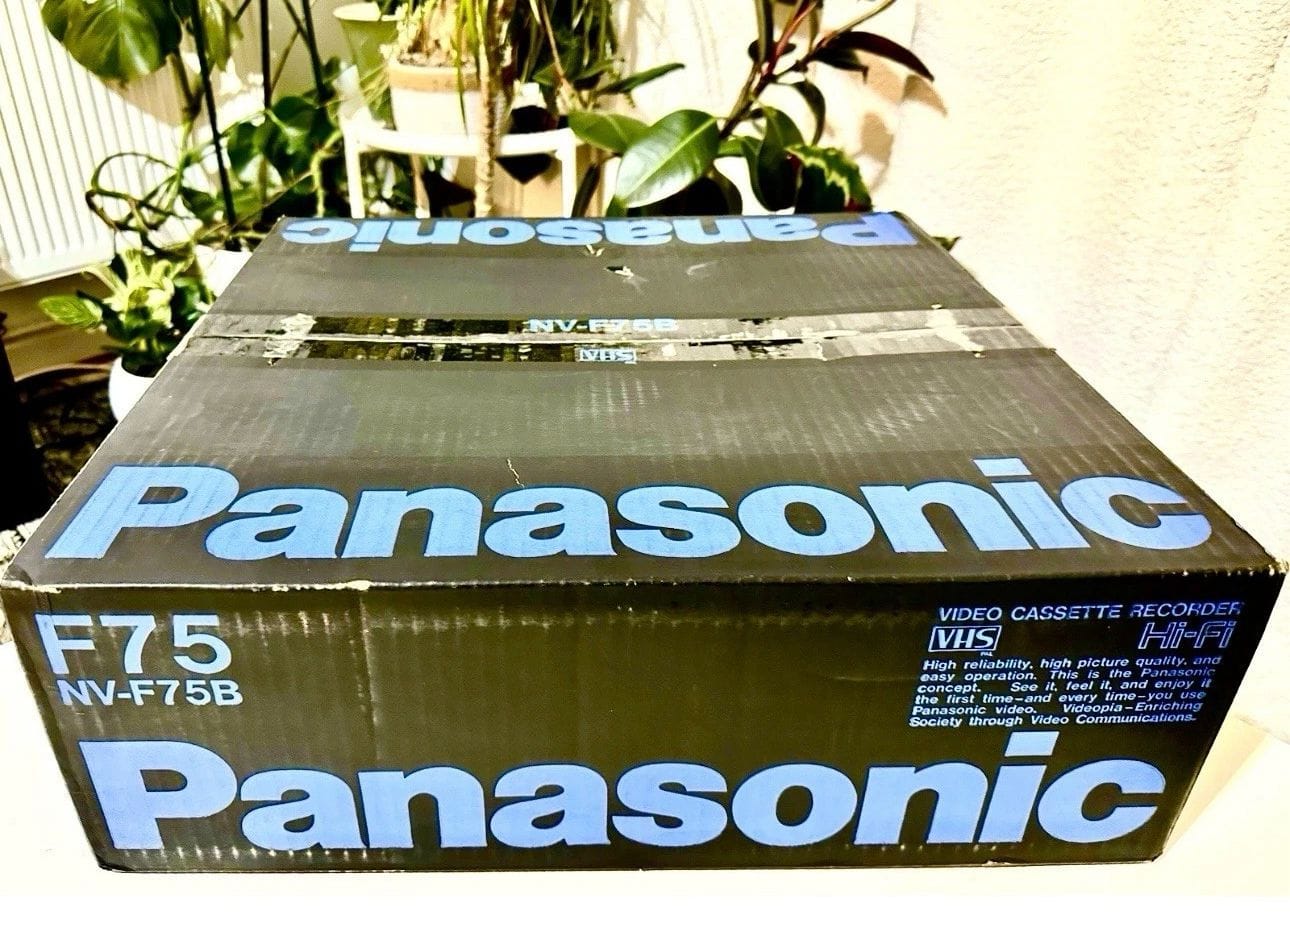 Panasonic
NV-F75B
VHS
Panasonic
F75
NV-F75B
VIDEO CASSETTE RECORDER
VHS
PAL
Hi-Fi
High reliability, high picture quality, and
easy operation. This is the Panasonic
concept. See it, feel it, and enjoy it
the first time–and every time–you use
Panasonic video. Videopia–Enriching
Society through Video Communications.
Panasonic